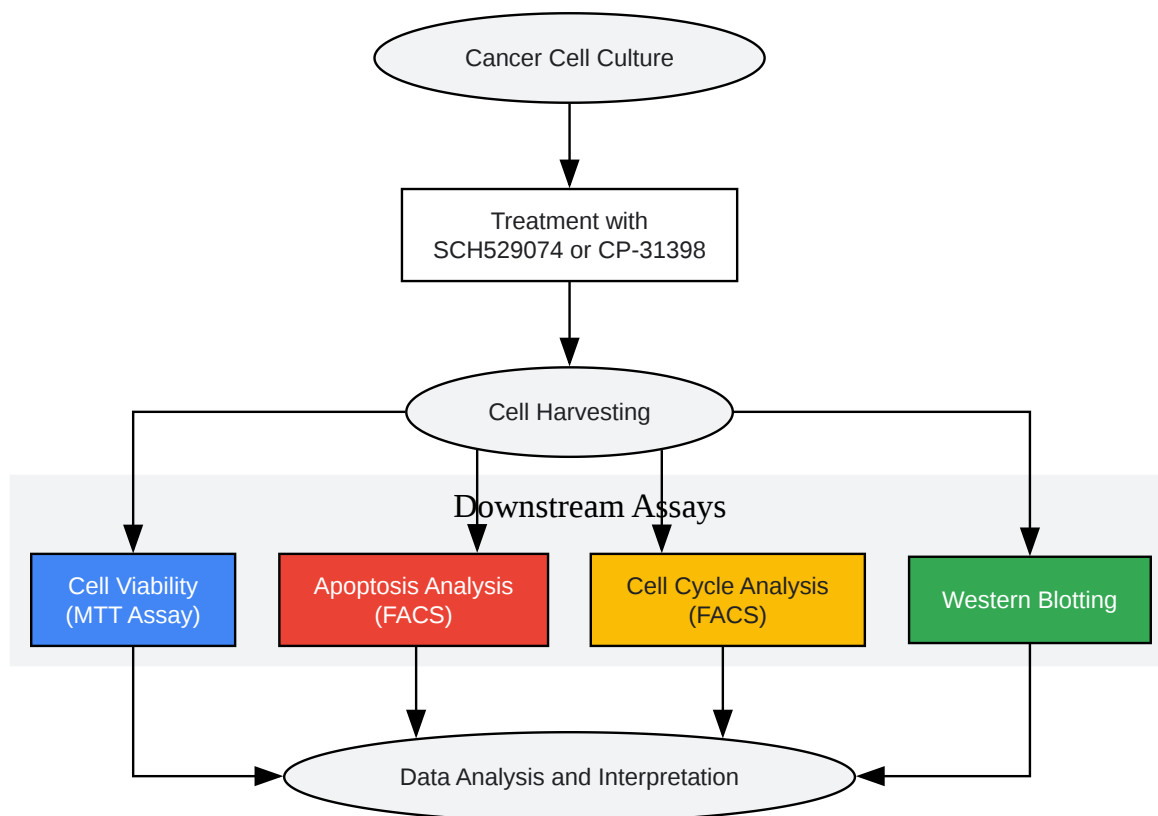 Cancer Cell Culture
Treatment with
SCH529074 or CP-31398
Cell Harvesting
Downstream Assays
Cell Viability
(MTT Assay)
Apoptosis Analysis
(FACS)
Cell Cycle Analysis
(FACS)
Western Blotting
Data Analysis and Interpretation